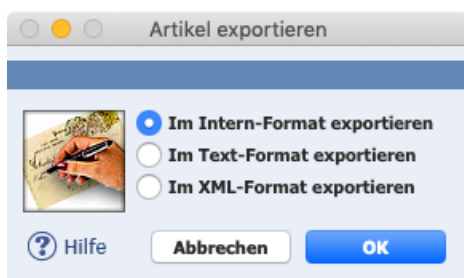 Artikel exportieren
Im Intern-Format exportieren
Im Text-Format exportieren
Im XML-Format exportieren
? Hilfe
Abbrechen
OK